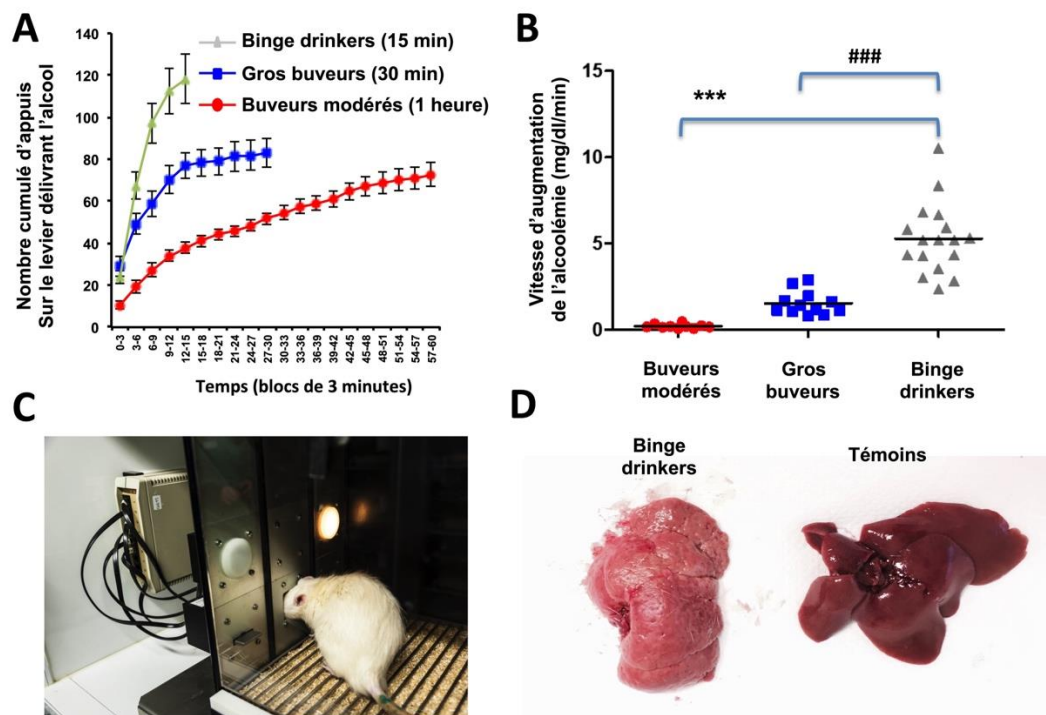 A
Nombre cumulé d'appuis
Sur le levier délivrant l'alcool
140
120
100
80
60
40
20
0
Binge drinkers (15 min)
Gros buveurs (30 min)
Buveurs modérés (1 heure)
0-3
3-6
6-9
9-12
12-15
15-18
18-21
21-24
24-27
27-30
30-33
33-36
36-39
39-42
42-45
45-48
48-51
51-54
54-57
57-60
Temps (blocs de 3 minutes)
B
Vitesse d'augmentation
de l'alcoolémie (mg/dl/min)
15
10
5
0
***
###
Buveurs
modérés
Gros
buveurs
Binge
drinkers
C
D
Binge
drinkers
Témoins